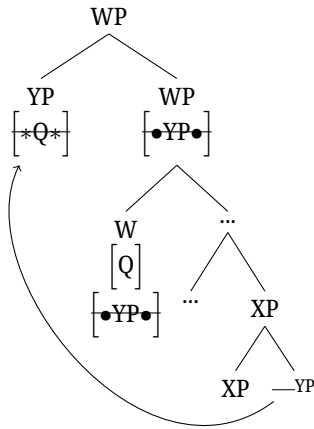 WP
YP WP
[∗Q∗] [●YP●]
W ...
[Q]
[●YP●] ... XP
XP YP